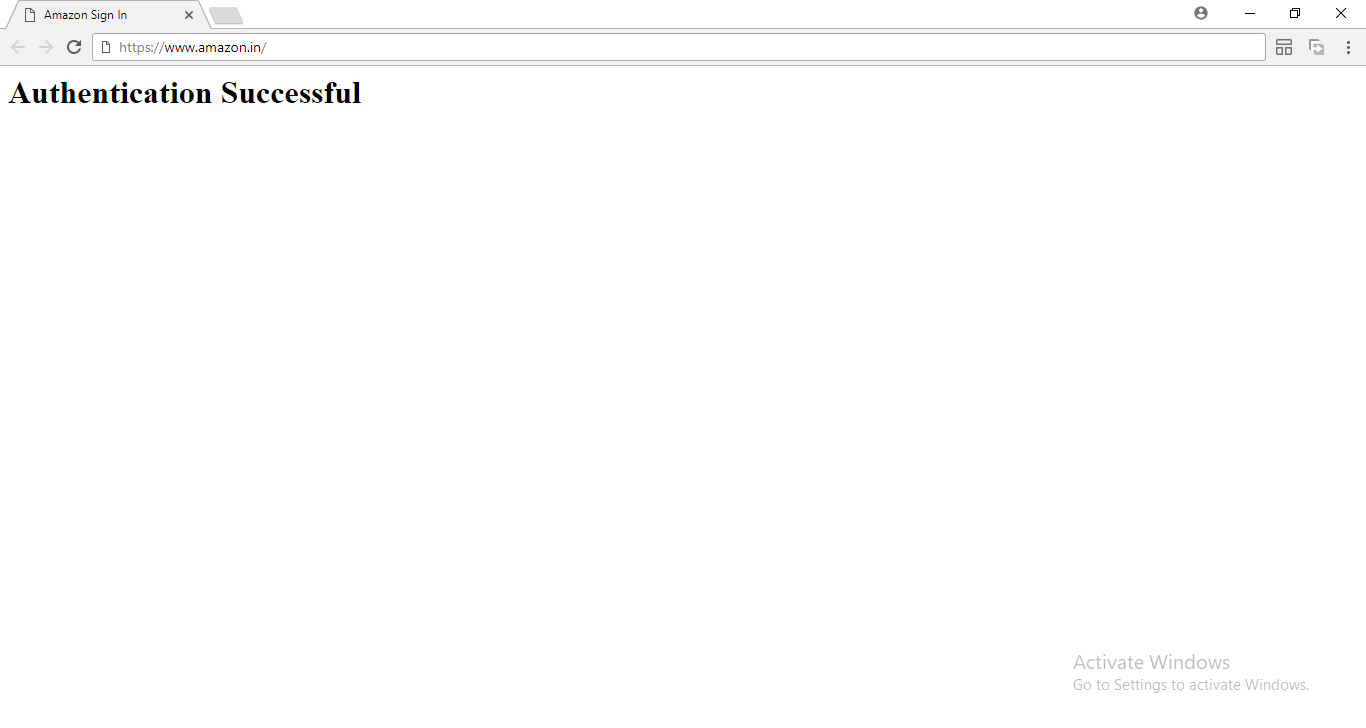 Amazon Sign In
https://www.amazon.in/
Authentication Successful
Activate Windows
Go to Settings to activate Windows.